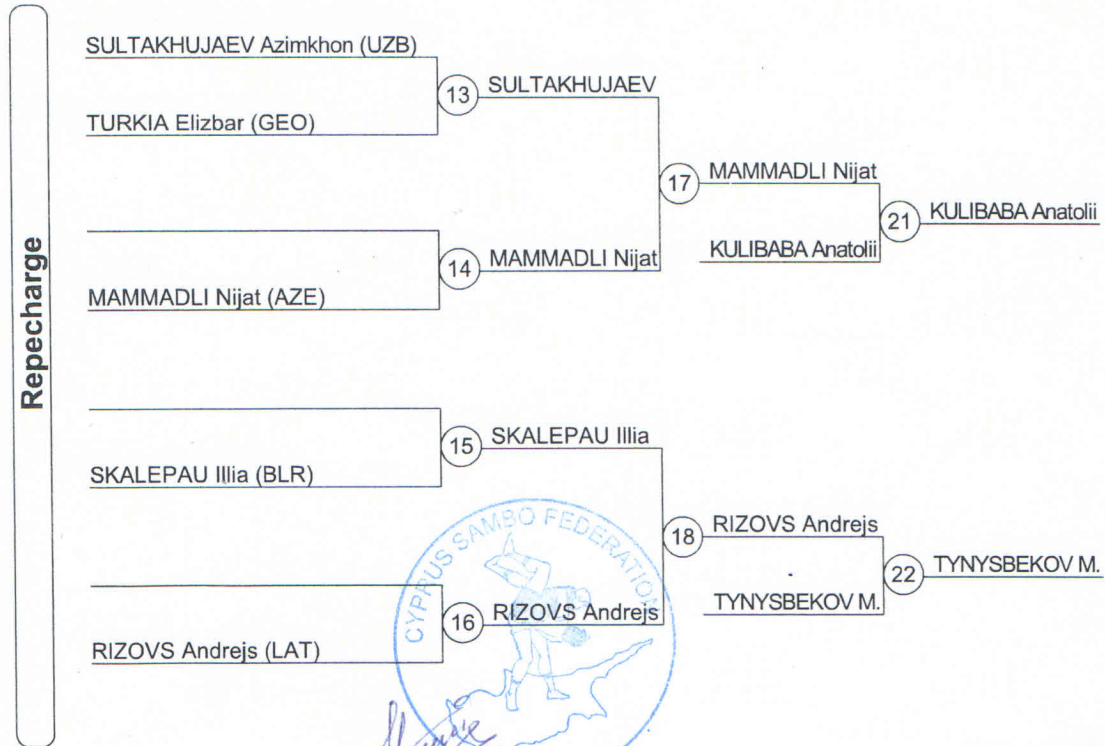 Repecharge
SULTAKHUJAEV Azimkhon (UZB)
13 SULTAKHUJAEV
TURKIA Elizbar (GEO)
17 MAMMADLI Nijat
21 KULIBABA Anatolii
KULIBABA Anatolii
14 MAMMADLI Nijat
MAMMADLI Nijat (AZE)
15 SKALEPAU Illia
SKALEPAU Illia (BLR)
18 RIZOVS Andrejs
22 TYNYSBEKOV M.
TYNYSBEKOV M.
16 RIZOVS Andrejs
RIZOVS Andrejs (LAT)
CYPRUS SAMBO FEDERATION